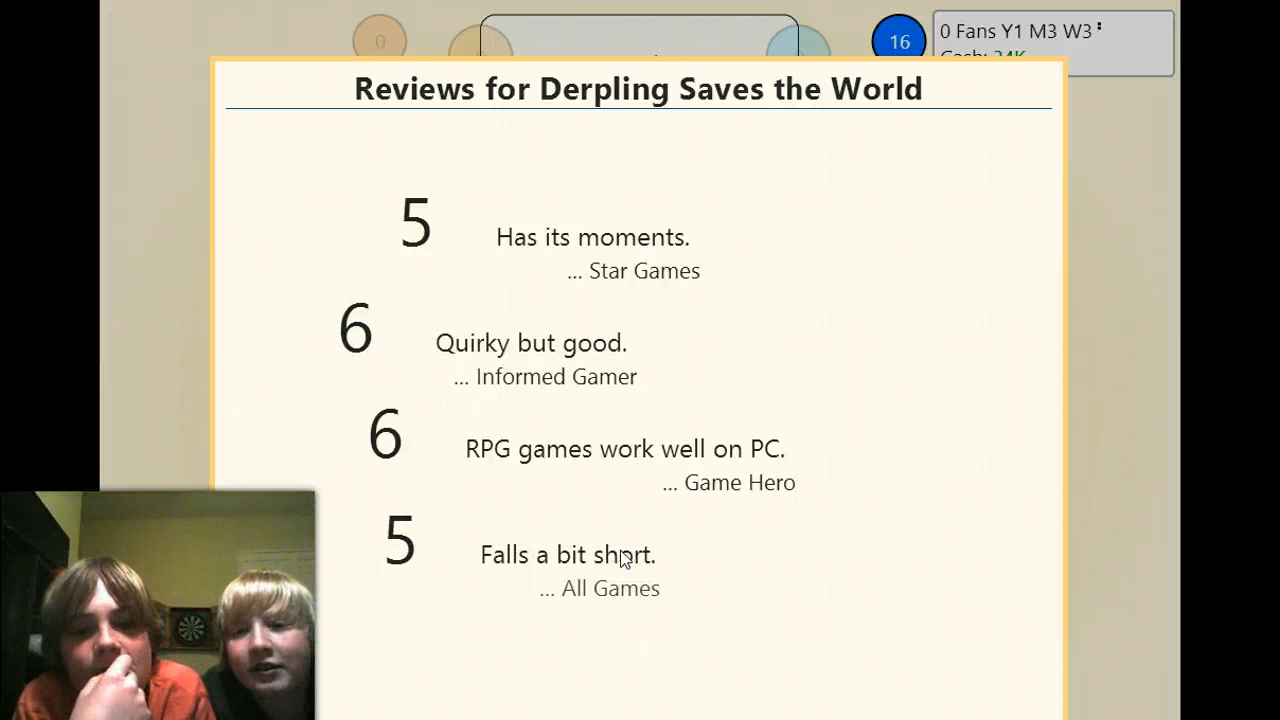 0
16
0 Fans Y1 M3 W3
Cash: 34K
Reviews for Derpling Saves the World
5
Has its moments.
... Star Games
6
Quirky but good.
... Informed Gamer
6
RPG games work well on PC.
... Game Hero
5
Falls a bit short.
... All Games